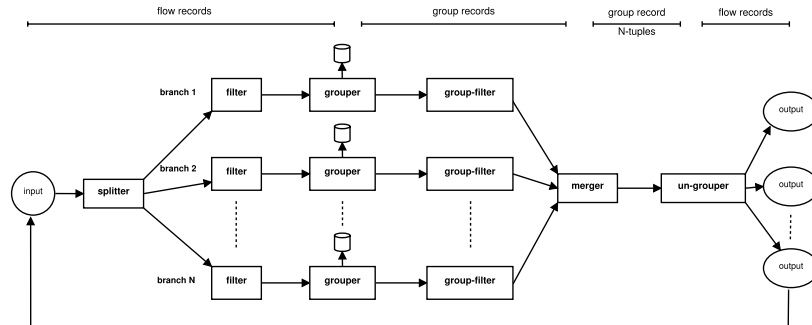 flow records
group records
group record
N-tuples
flow records
branch 1
filter
grouper
group-filter
output
branch 2
filter
grouper
group-filter
input
splitter
merger
un-grouper
output
branch N
filter
grouper
group-filter
output